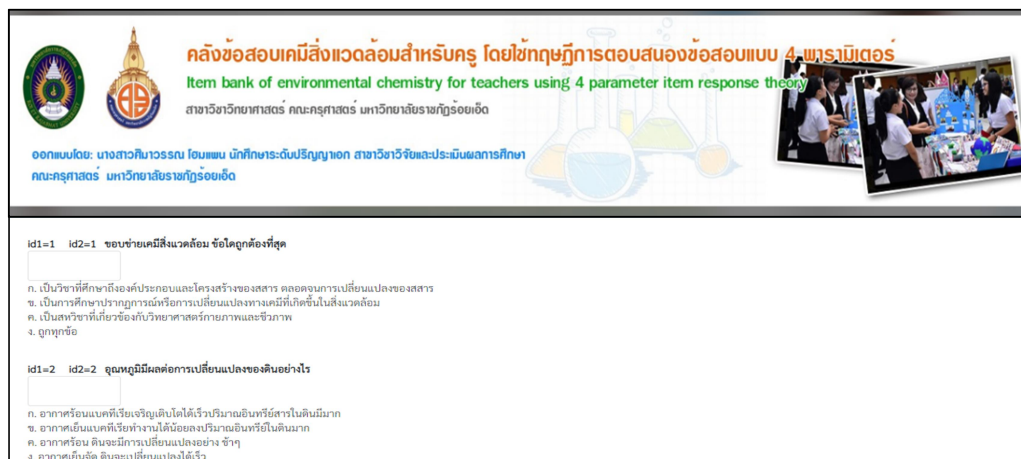 คลังข้อสอบเคมีสิ่งแวดล้อมสำหรับครู โดยใช้ทฤษฎีการตอบสนองข้อสอบแบบ 4 พารามิเตอร์
Item bank of environmental chemistry for teachers using 4 parameter item response theory
สาขาวิชาวิทยาศาสตร์ คณะครุศาสตร์ มหาวิทยาลัยราชภัฏร้อยเอ็ด
ออกแบบโดย: นางสาวศิมาวรรณ โฮมแพน นักศึกษาระดับปริญญาเอก สาขาวิชาวิจัยและประเมินผลการศึกษา
คณะครุศาสตร์ มหาวิทยาลัยราชภัฏร้อยเอ็ด
id1=1 id2=1 ขอบข่ายเคมีสิ่งแวดล้อม ข้อใดถูกต้องที่สุด
ก. เป็นวิชาที่ศึกษาถึงองค์ประกอบและโครงสร้างของสสาร ตลอดจนการเปลี่ยนแปลงของสสาร
ข. เป็นการศึกษาปรากฏการณ์หรือการเปลี่ยนแปลงทางเคมีที่เกิดขึ้นในสิ่งแวดล้อม
ค. เป็นสหวิชาที่เกี่ยวข้องกับวิทยาศาสตร์กายภาพและชีวภาพ
ง. ถูกทุกข้อ
id1=2 id2=2 อุณหภูมิมีผลต่อการเปลี่ยนแปลงของดินอย่างไร
ก. อากาศร้อนแบคทีเรียเจริญเติบโตได้เร็วปริมาณอินทรีย์สารในดินมีมาก
ข. อากาศเย็นแบคทีเรียทำงานได้น้อยลงปริมาณอินทรีย์ในดินมาก
ค. อากาศร้อน ดินจะมีการเปลี่ยนแปลงอย่าง ช้าๆ
ง. อากาศเย็นจัด ดินจะเปลี่ยนแปลงได้เร็ว